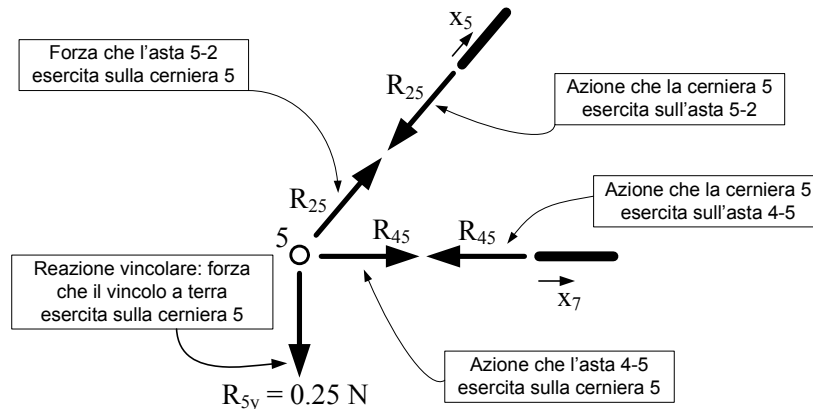 x5
Forza che l'asta 5-2
esercita sulla cerniera 5
R25
Azione che la cerniera 5
esercita sull'asta 5-2
R25
Azione che la cerniera 5
esercita sull'asta 4-5
5
R45
R45
Reazione vincolare: forza
che il vincolo a terra
esercita sulla cerniera 5
x7
Azione che l'asta 4-5
esercita sulla cerniera 5
R5y = 0.25 N